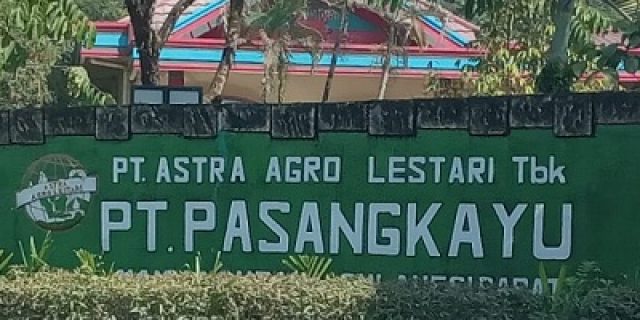 PT. ASTRA AGRO LESTARI Tbk
PT. PASANGKAYU